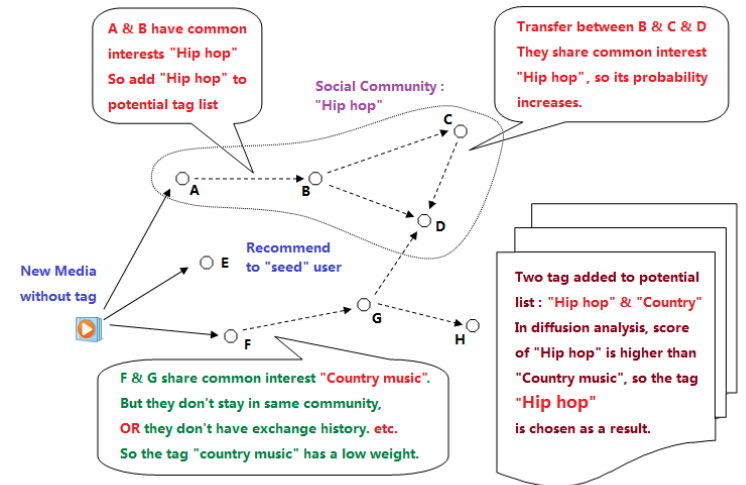 A & B have common
interests "Hip hop"
So add "Hip hop" to
potential tag list
Transfer between B & C & D
They share common interest
"Hip hop", so its probability
increases.
Social Community :
"Hip hop"
C
A
B
D
E
Recommend
to "seed" user
New Media
without tag
G
F
H
Two tag added to potential
list : "Hip hop" & "Country"
In diffusion analysis, score
of "Hip hop" is higher than
"Country music", so the tag
"Hip hop"
is chosen as a result.
F & G share common interest "Country music".
But they don't stay in same community,
OR they don't have exchange history. etc.
So the tag "country music" has a low weight.